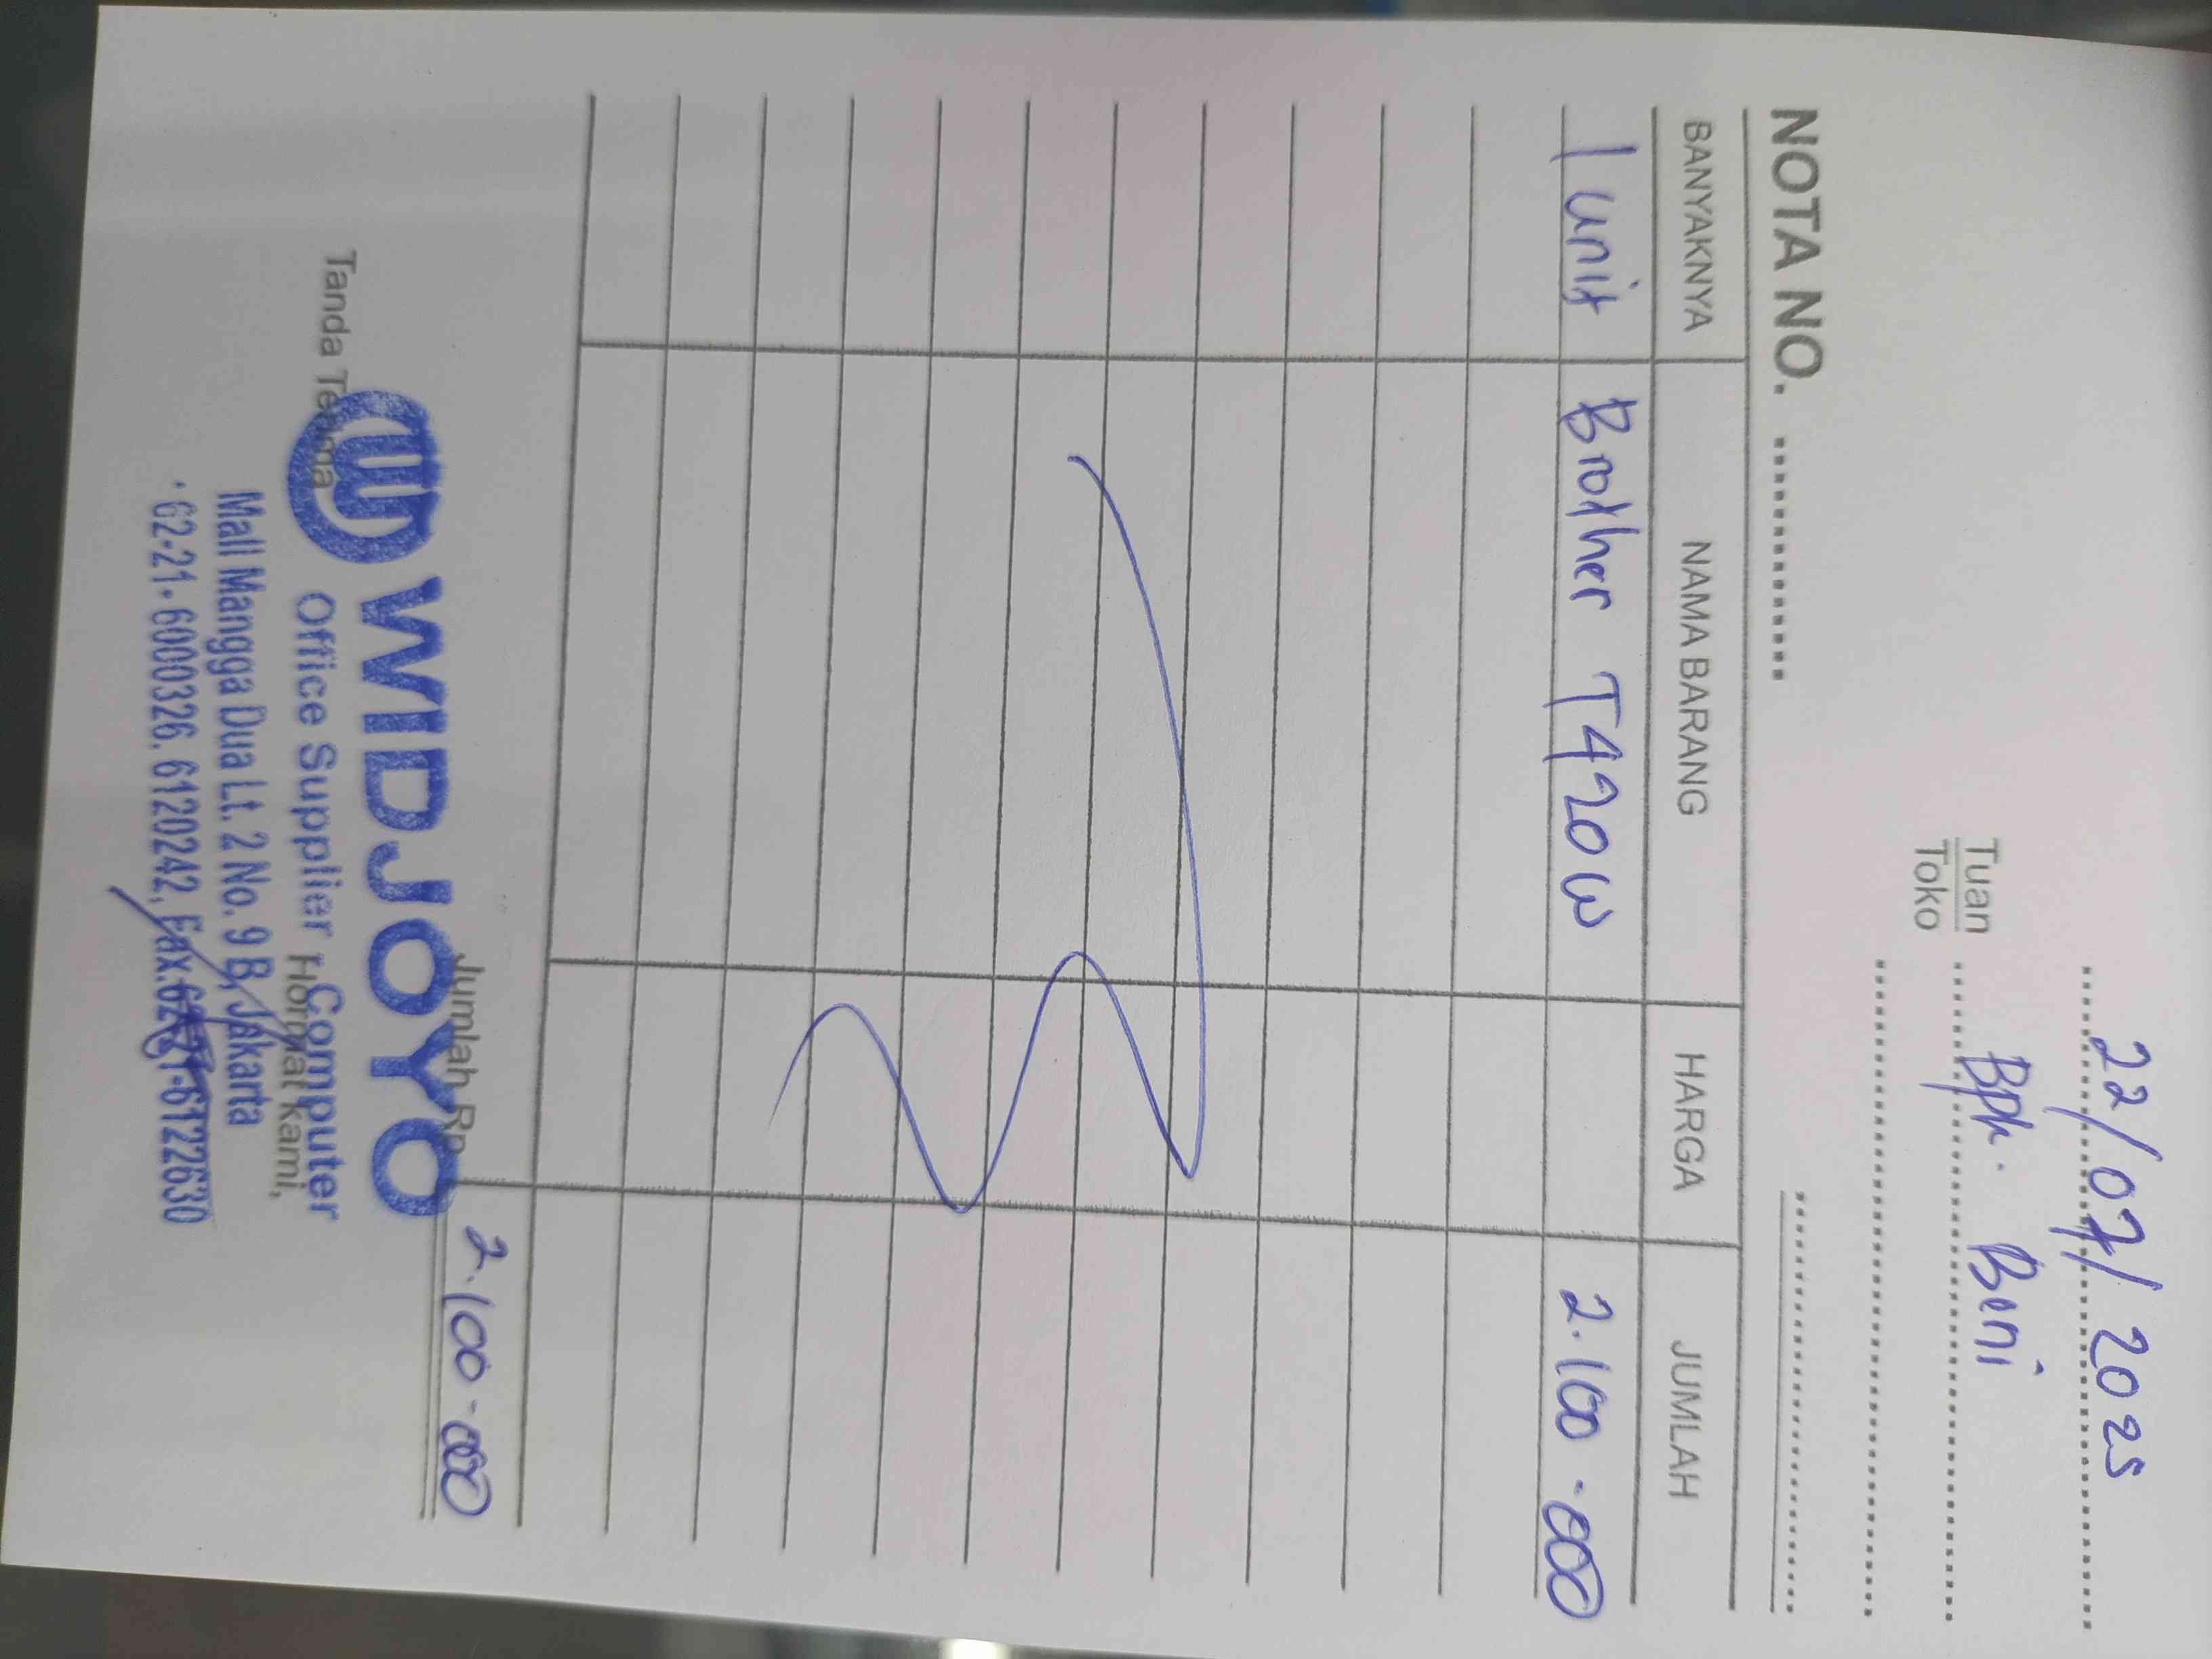 22/07/2025
Tuan Bpk. Beni
Toko
NOTA NO.
BANYAKNYA NAMA BARANG HARGA JUMLAH
1 unit Brother T420W 2.100.000
Jumlah Rp. 2.100.000
WIDJOYO
Office Supplier - Computer
Tanda Terima Hormat kami,
Mall Mangga Dua Lt. 2 No. 9 B, Jakarta
62-21-6000326, 6120242, Fax. 62-21-6122630